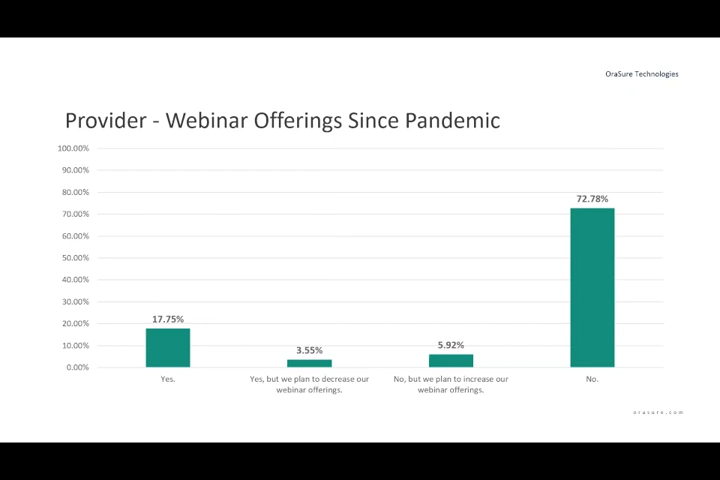 OraSure Technologies
Provider - Webinar Offerings Since Pandemic
100.00%
90.00%
80.00%
70.00%
60.00%
50.00%
40.00%
30.00%
20.00%
10.00%
0.00%
17.75%
3.55%
5.92%
72.78%
Yes.
Yes, but we plan to decrease our
webinar offerings.
No, but we plan to increase our
webinar offerings.
No.
orasure.com